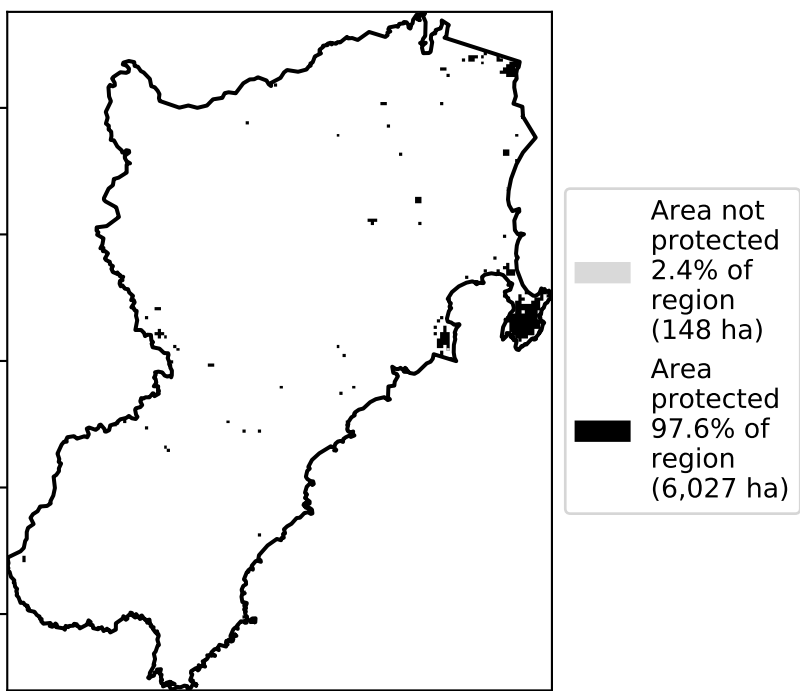 Area not
protected
2.4% of
region
(148 ha)
Area
protected
97.6% of
region
(6,027 ha)